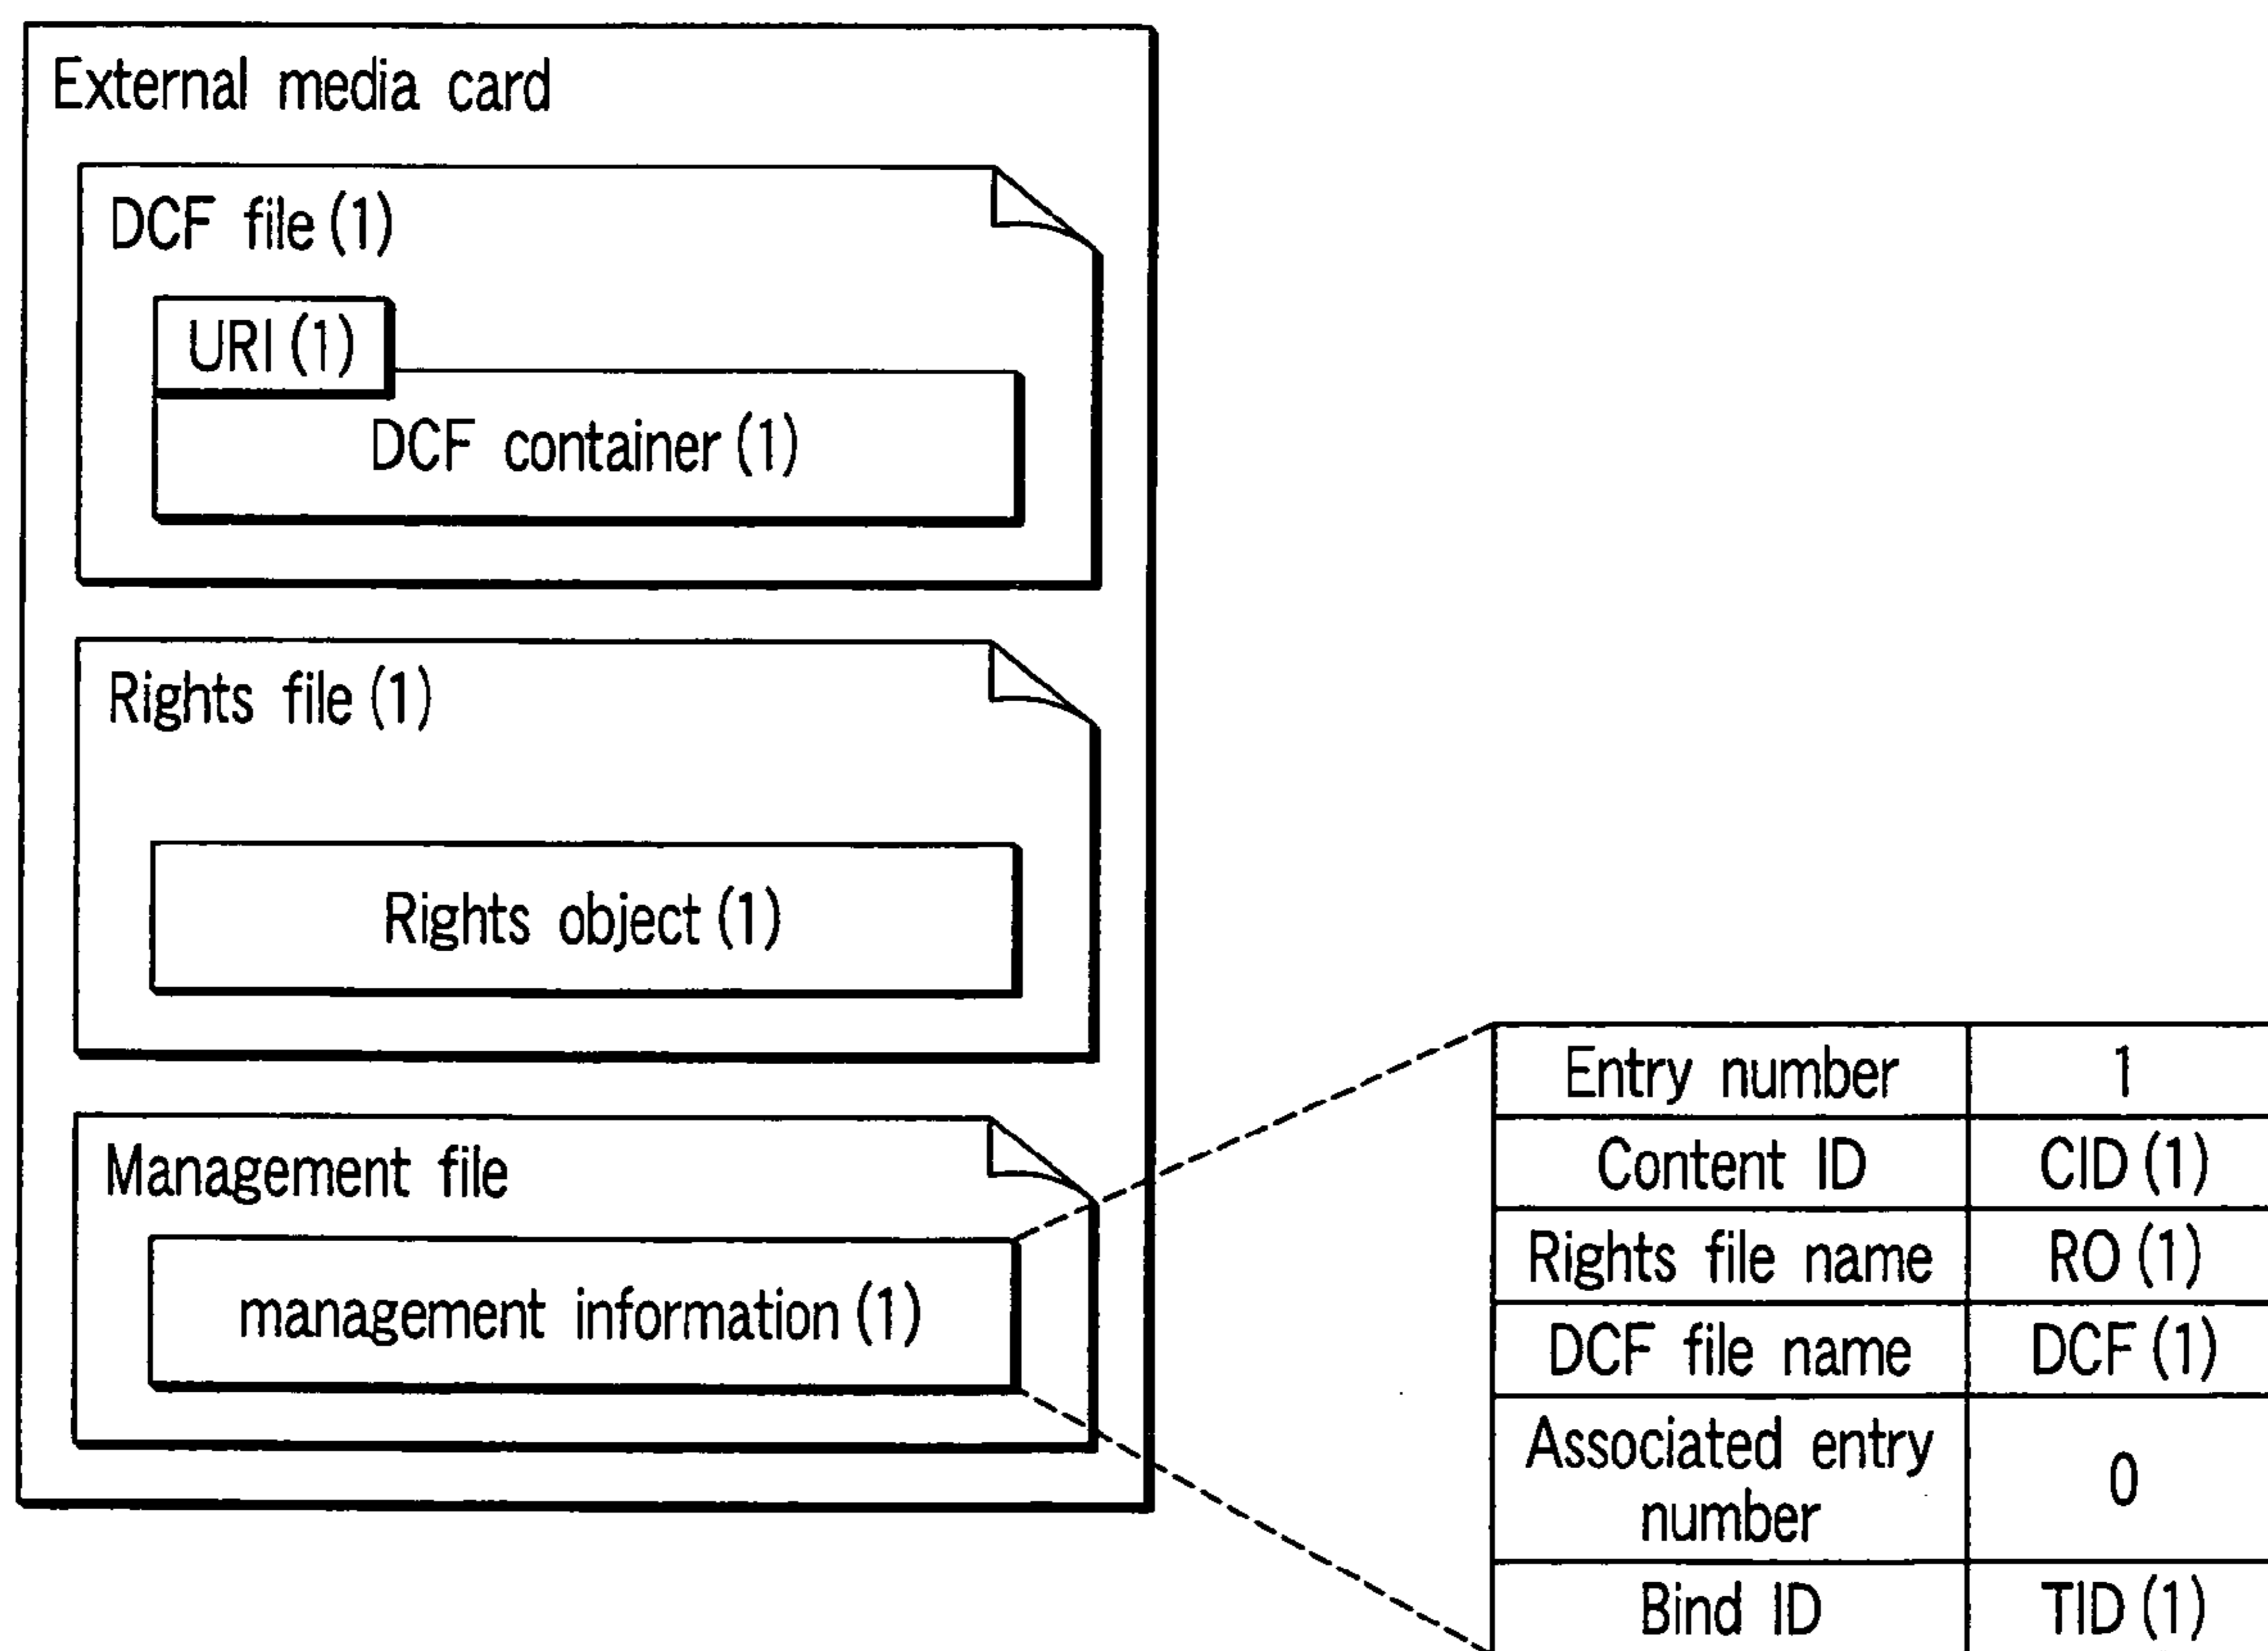 External media card
DCF file (1)
URI (1)
DCF container (1)
Rights file (1)
Rights object (1)
Management file
management information (1)
Entry number 1
Content ID CID (1)
Rights file name RO (1)
DCF file name DCF (1)
Associated entry
number 0
Bind ID TID (1)